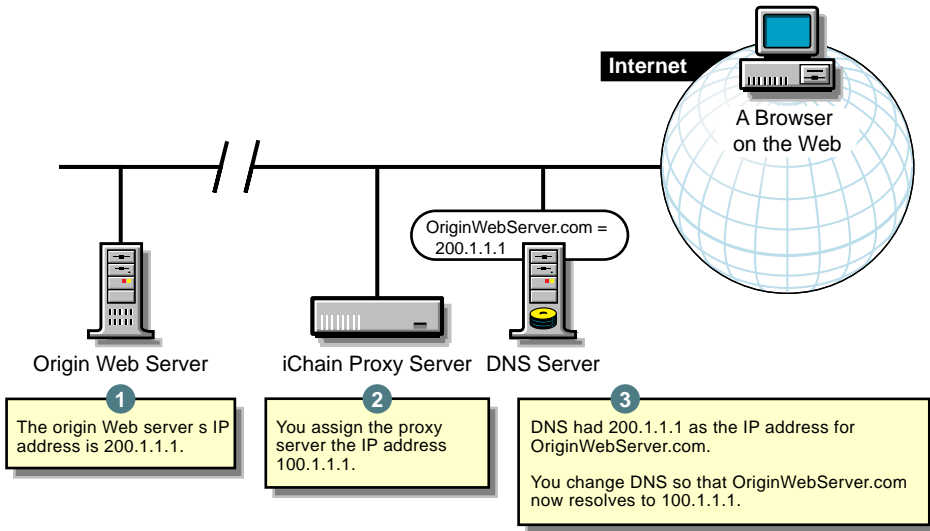 Internet
A Browser
on the Web
OriginWebServer.com =
200.1.1.1
Origin Web Server
iChain Proxy Server
DNS Server
1
The origin Web server s IP
address is 200.1.1.1.
2
You assign the proxy
server the IP address
100.1.1.1.
3
DNS had 200.1.1.1 as the IP address for
OriginWebServer.com.
You change DNS so that OriginWebServer.com
now resolves to 100.1.1.1.